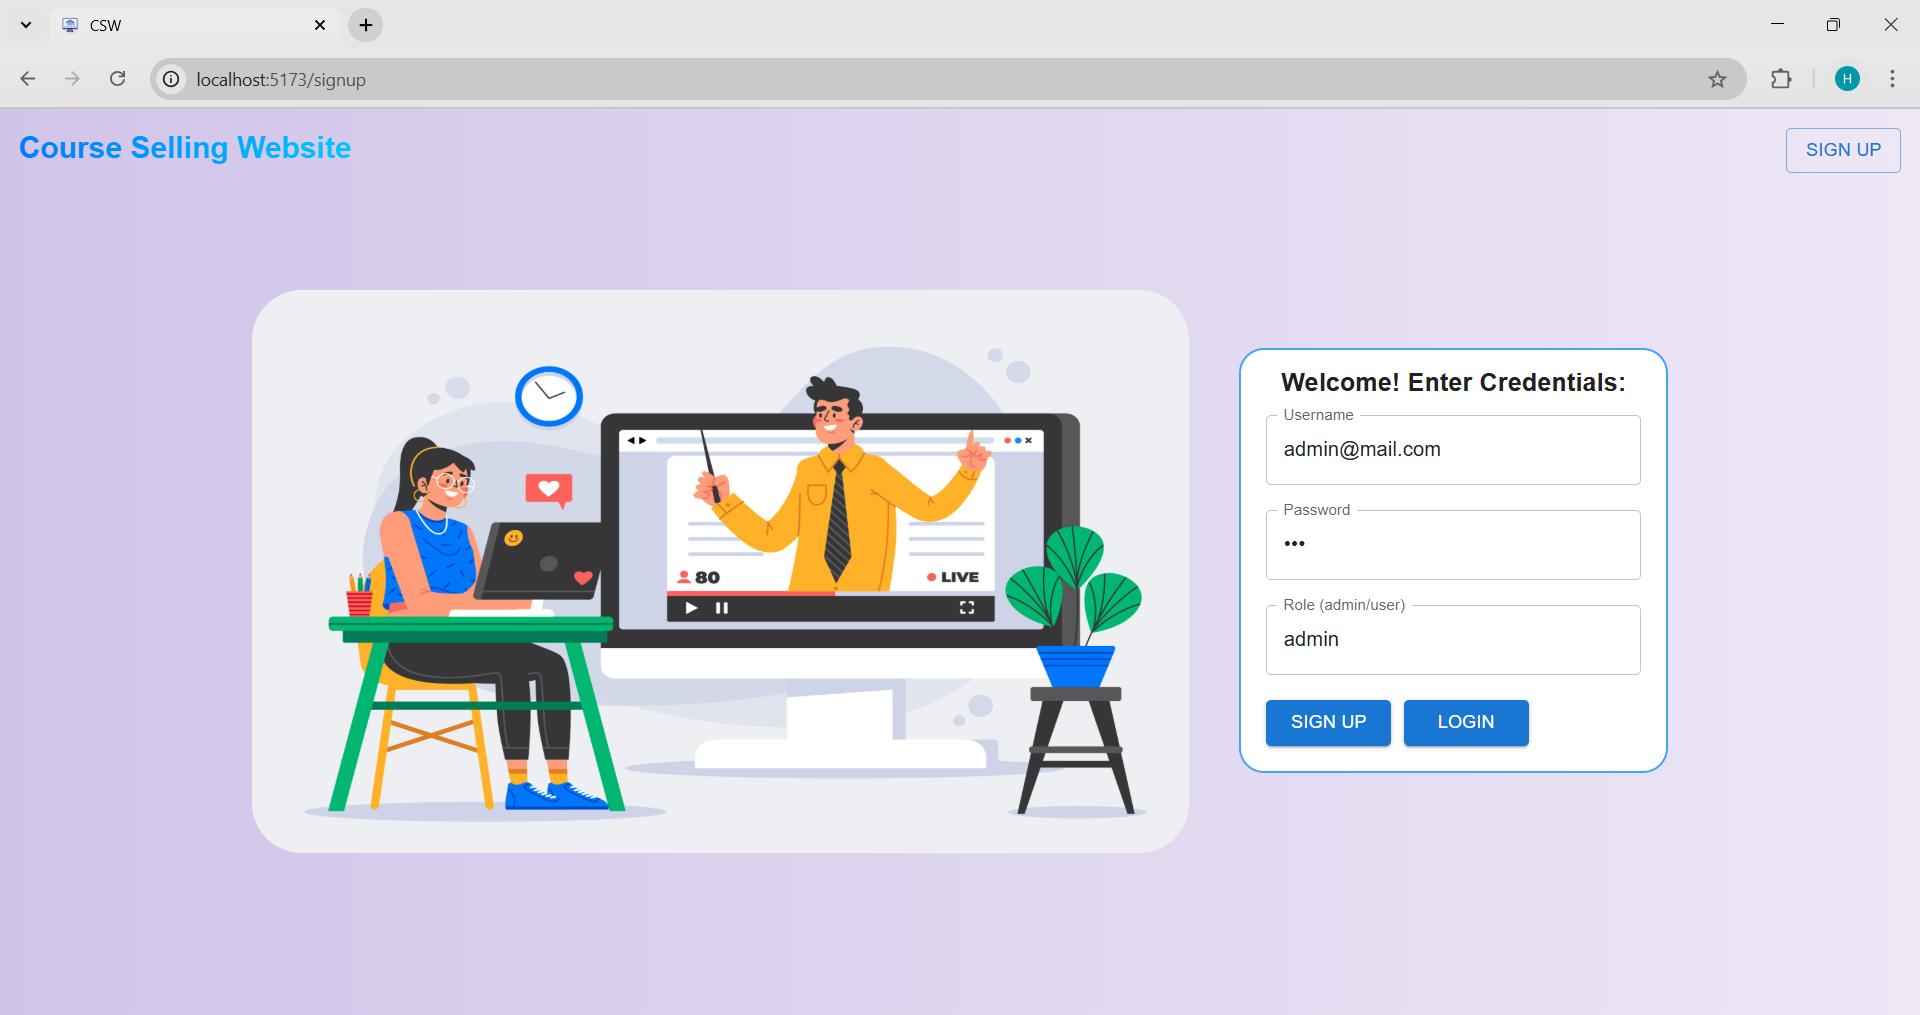 CSW
localhost:5173/signup
H
Course Selling Website
SIGN UP
80
LIVE
Welcome! Enter Credentials:
Username
admin@mail.com
Password
•••
Role (admin/user)
admin
SIGN UP
LOGIN